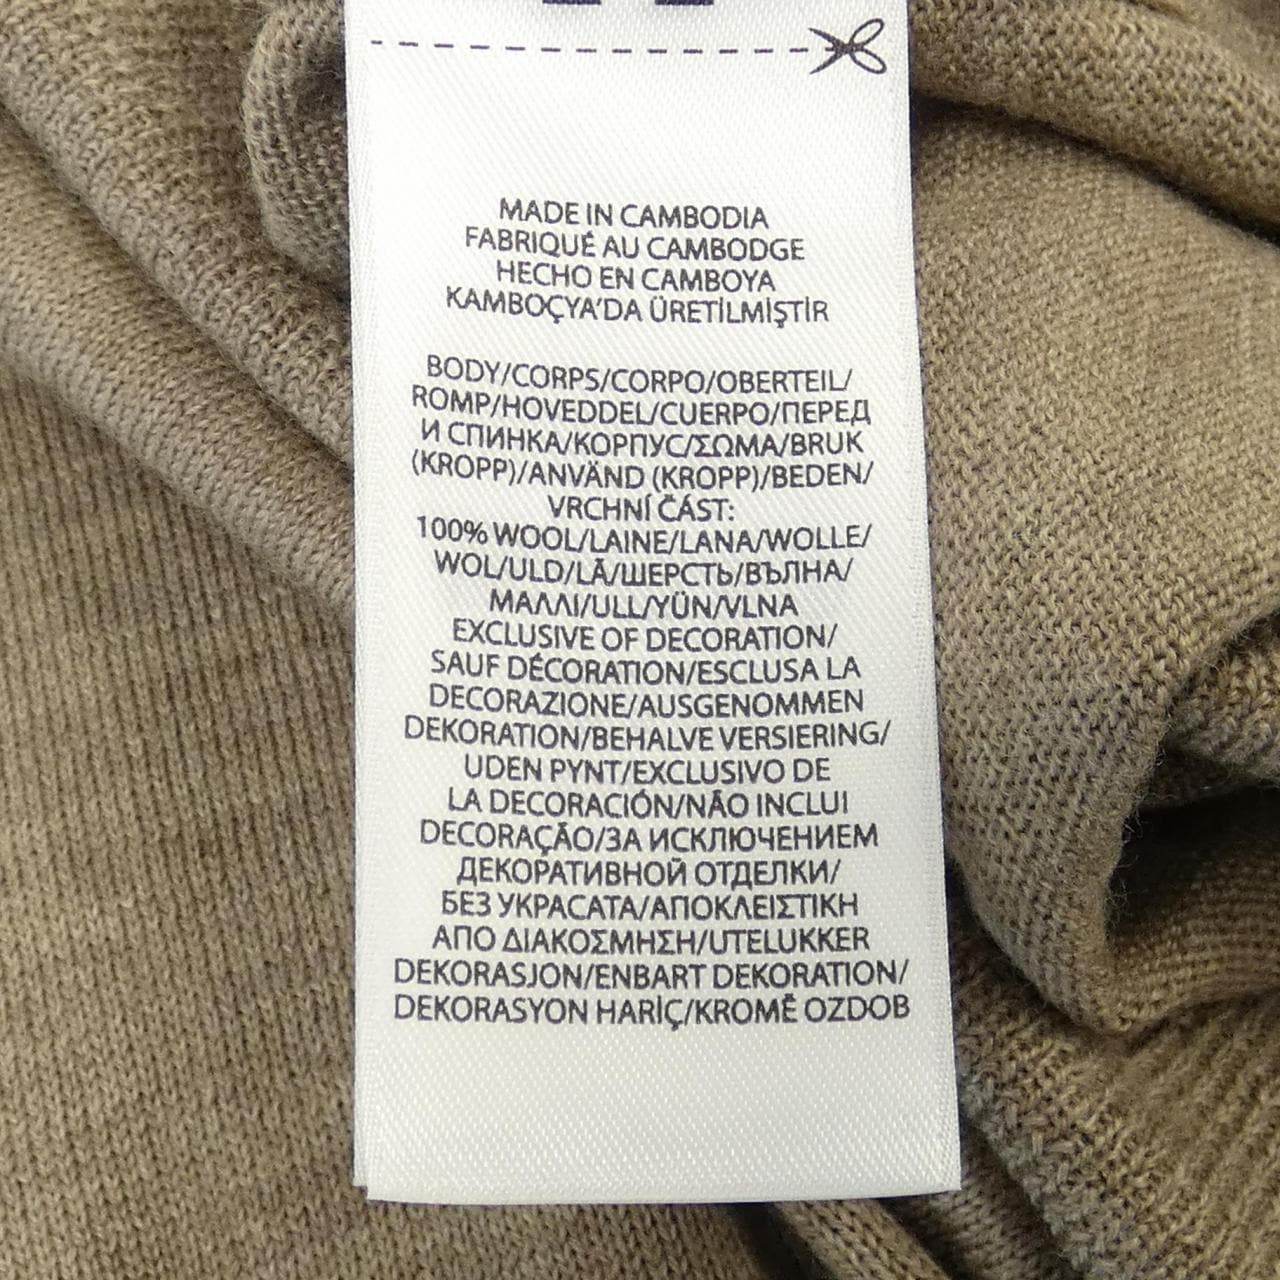 MADE IN CAMBODIA
FABRIQUÉ AU CAMBODGE
HECHO EN CAMBOYA
KAMBOÇYA'DA ÜRETİLMİŞTİR
BODY/CORPS/CORPO/OBERTEIL/
ROMP/HOVEDDEL/CUERPO/ПЕРЕД
И СПИНКА/КОРПУС/ΣΩΜΑ/BRUK
(KROPP)/ANVÄND (KROPP)/BEDEN/
VRCHNÍ ČÁST:
100% WOOL/LAINE/LANA/WOLLE/
WOL/ULD/LÃ/ШЕРСТЬ/ВЪЛНА/
ΜΑΛΛΙ/ULL/YÜN/VLNA
EXCLUSIVE OF DECORATION/
SAUF DÉCORATION/ESCLUSA LA
DECORAZIONE/AUSGENOMMEN
DEKORATION/BEHALVE VERSIERING/
UDEN PYNT/EXCLUSIVO DE
LA DECORACIÓN/NÃO INCLUI
DECORAÇÃO/ЗА ИСКЛЮЧЕНИЕМ
ДЕКОРАТИВНОЙ ОТДЕЛКИ/
БЕЗ УКРАСАТА/ΑΠΟΚΛΕΙΣΤΙΚΗ
ΑΠΟ ΔΙΑΚΟΣΜΗΣΗ/UTELUKKER
DEKORASJON/ENBART DEKORATION/
DEKORASYON HARİÇ/KROMĚ OZDOB